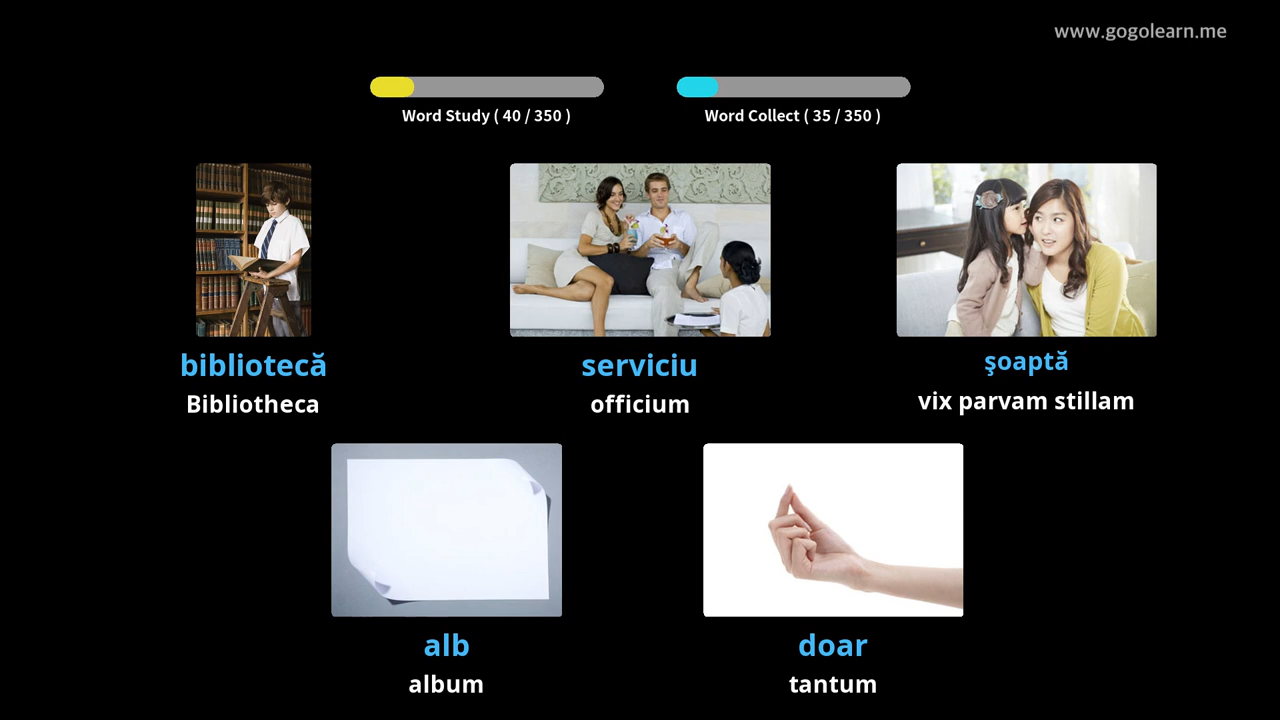 www.gogolearn.me
Word Study ( 40 / 350 )
Word Collect ( 35 / 350 )
bibliotecă
serviciu
şoaptă
Bibliotheca
officium
vix parvam stillam
alb
doar
album
tantum